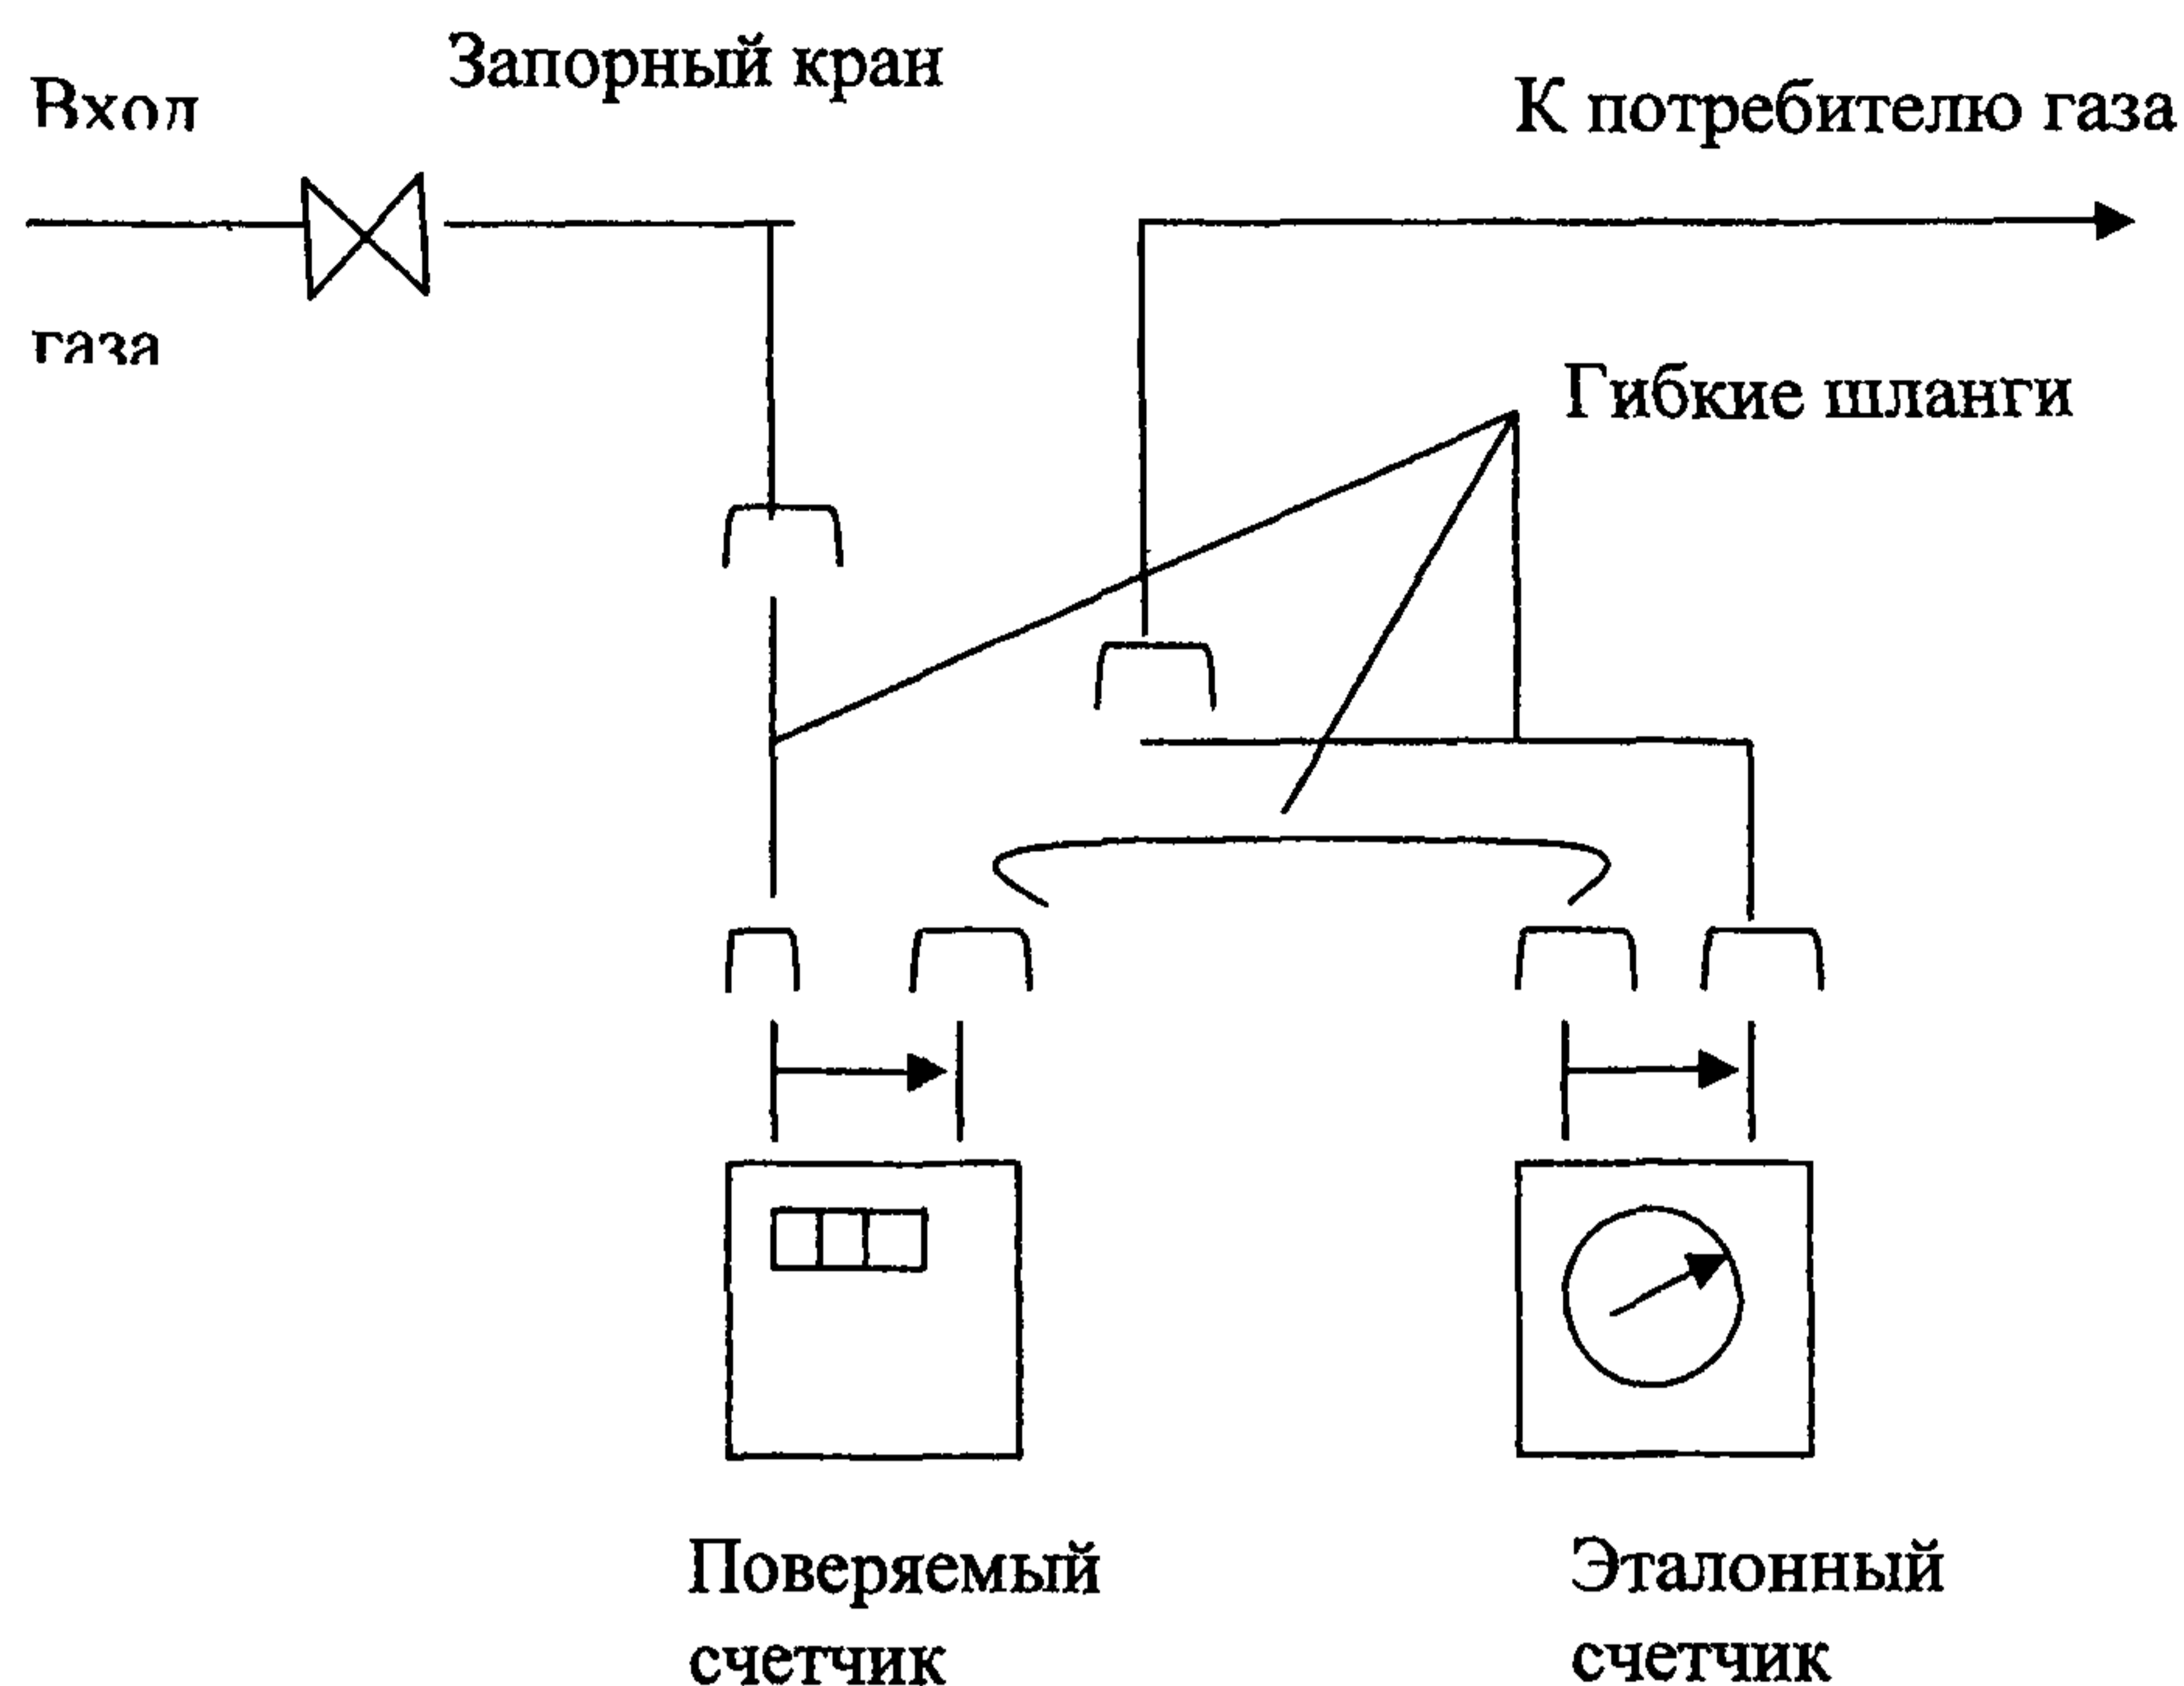 Запорный кран
Вход
К потребителю газа
газа
Гибкие шланги
Поверяемый
счетчик
Эталонный
счетчик